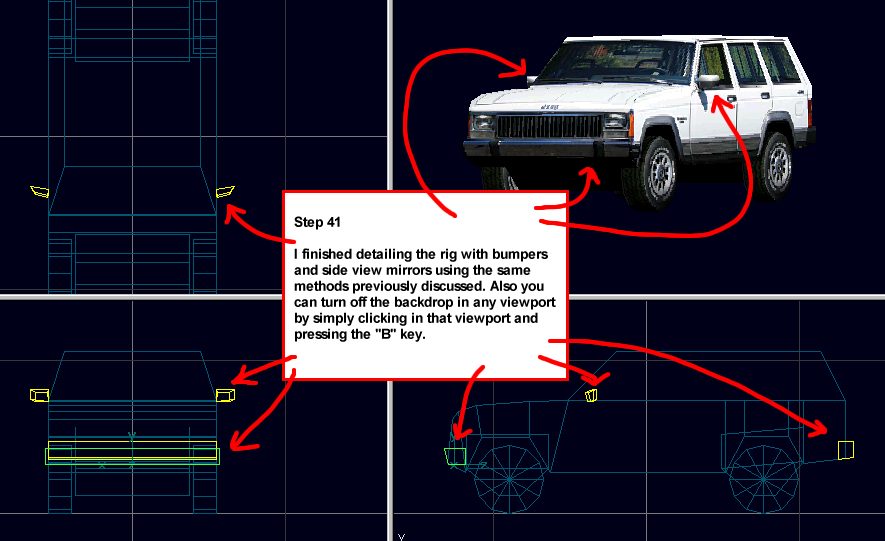 Jeep
Step 41
I finished detailing the rig with bumpers
and side view mirrors using the same
methods previously discussed. Also you
can turn off the backdrop in any viewport
by simply clicking in that viewport and
pressing the "B" key.
Y
X
Z
Y